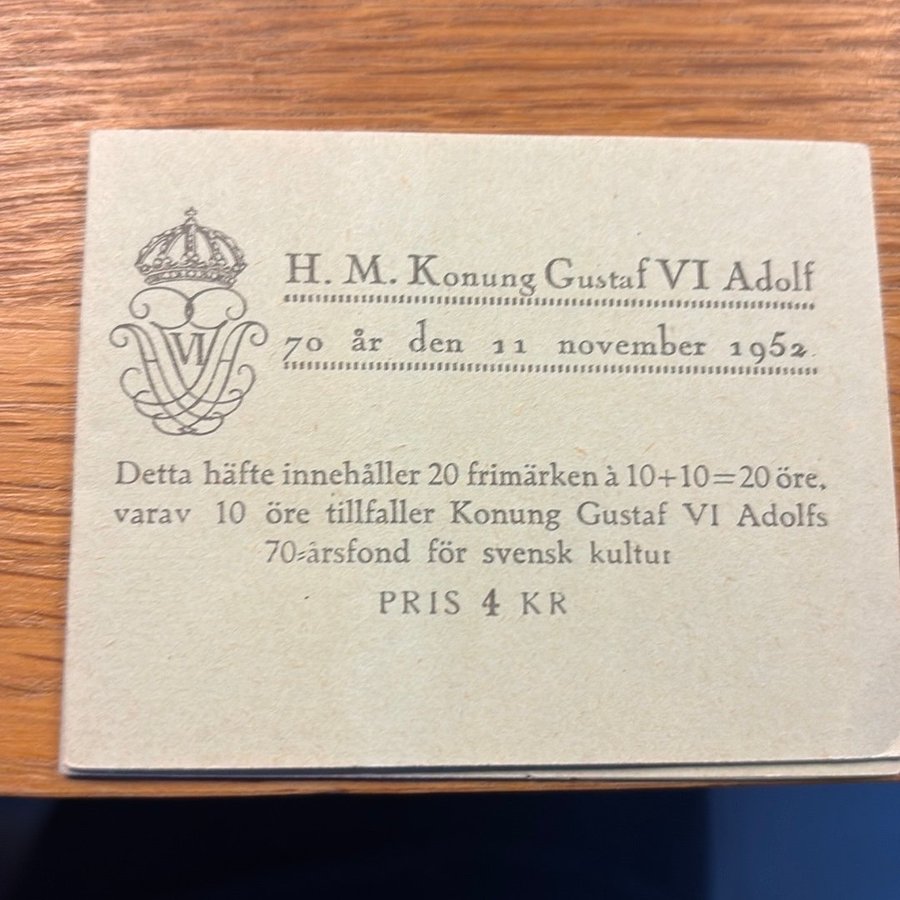 VI
H. M. Konung Gustaf VI Adolf
70 år den 11 november 1952
Detta häfte innehåller 20 frimärken à 10+10=20 öre,
varav 10 öre tillfaller Konung Gustaf VI Adolfs
70-årsfond för svensk kultur
PRIS 4 KR